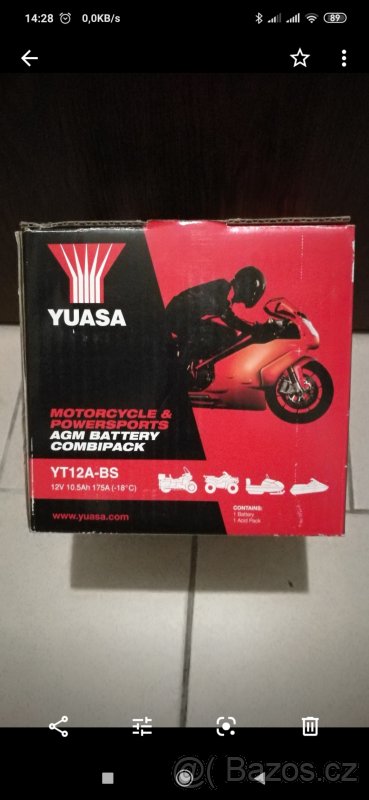 14:28 0,0KB/s 89
YUASA
MOTORCYCLE &
POWERSPORTS
AGM BATTERY
COMBIPACK
YT12A-BS
12V 10.5Ah 175A (-18°C)
CONTAINS:
1 Battery
1 Acid Pack
www.yuasa.com
@( Bazos.cz